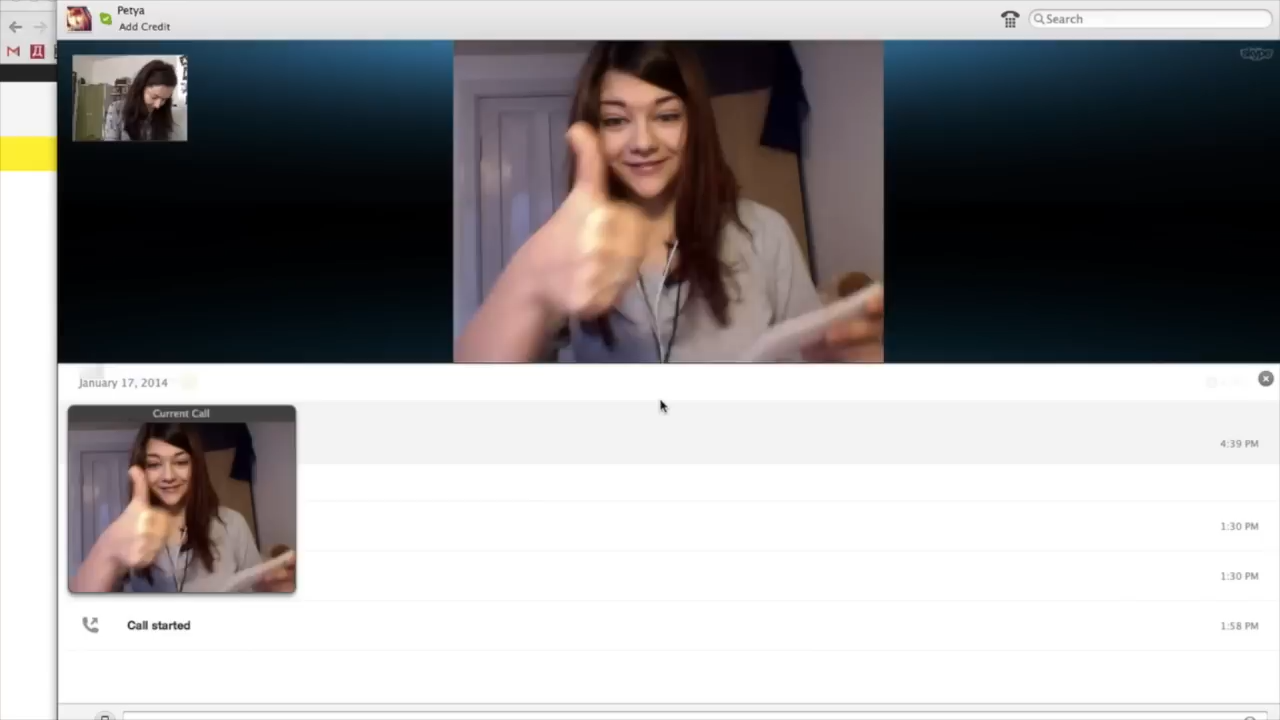 Petya
Add Credit
Search
skype
January 17, 2014
Current Call
4:39 PM
1:30 PM
1:30 PM
Call started
1:58 PM